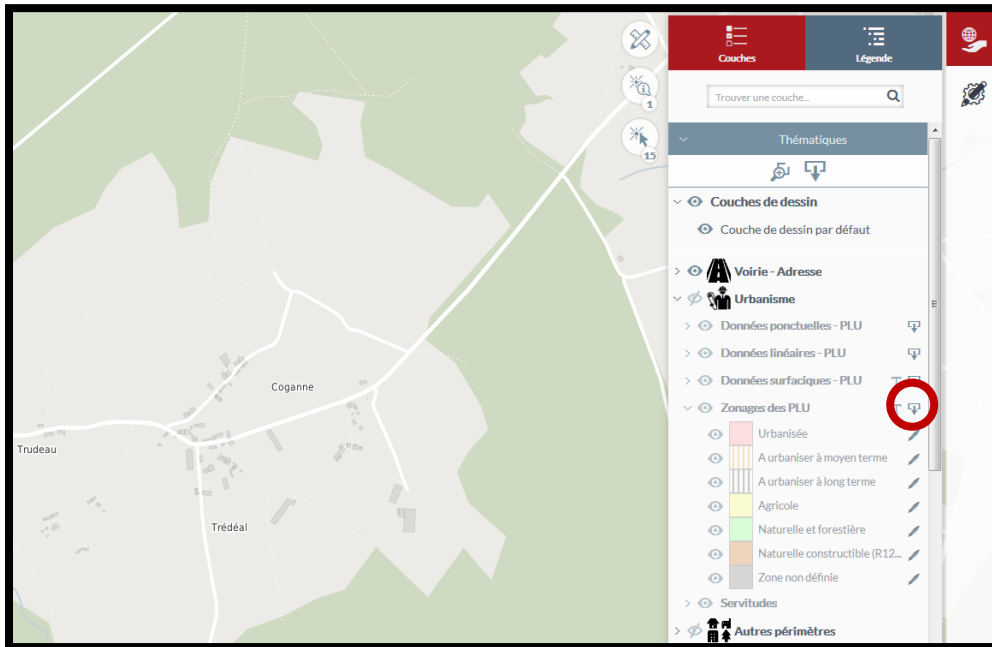 Couches
Légende
Trouver une couche...
1
15
Thématiques
Couches de dessin
Couche de dessin par défaut
Voirie - Adresse
Urbanisme
Données ponctuelles - PLU
Données linéaires - PLU
Données surfaciques - PLU T
Zonages des PLU T
Urbanisée
A urbaniser à moyen terme
A urbaniser à long terme
Agricole
Naturelle et forestière
Naturelle constructible (R12...
Zone non définie
Servitudes
Autres périmètres
Coganne
Trudeau
Trédéal